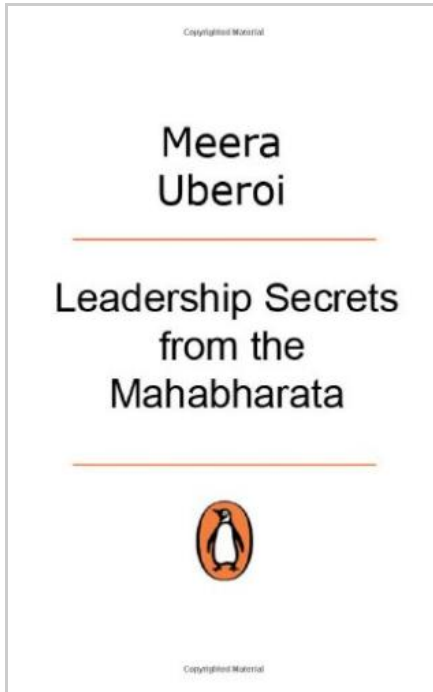 Copyrighted Material
Meera
Uberoi
Leadership Secrets
from the
Mahabharata
Copyrighted Material